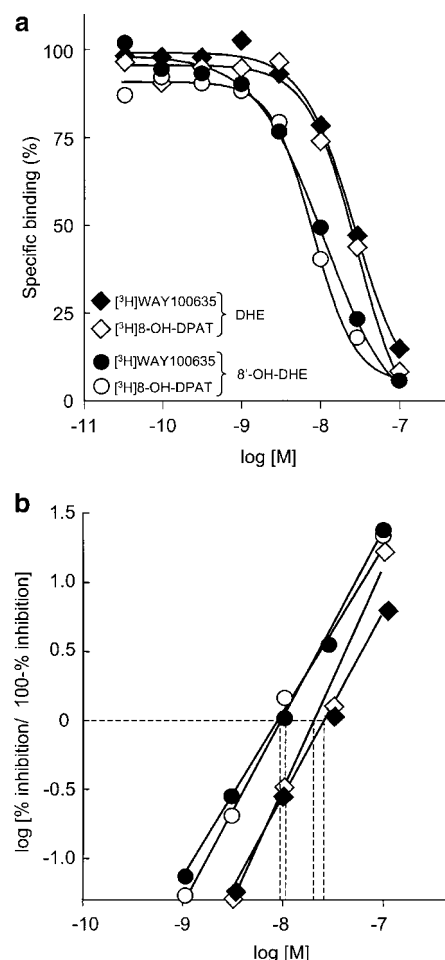 a
100
75
50
25
0
Specific binding (%)
◆ [³H]WAY100635
◇ [³H]8-OH-DPAT
DHE
● [³H]WAY100635
○ [³H]8-OH-DPAT
8'-OH-DHE
-11 -10 -9 -8 -7
log [M]
b
1.5
1.0
0.5
0
-0.5
-1.0
log [% inhibition/ 100-% inhibition]
-10 -9 -8 -7
log [M]